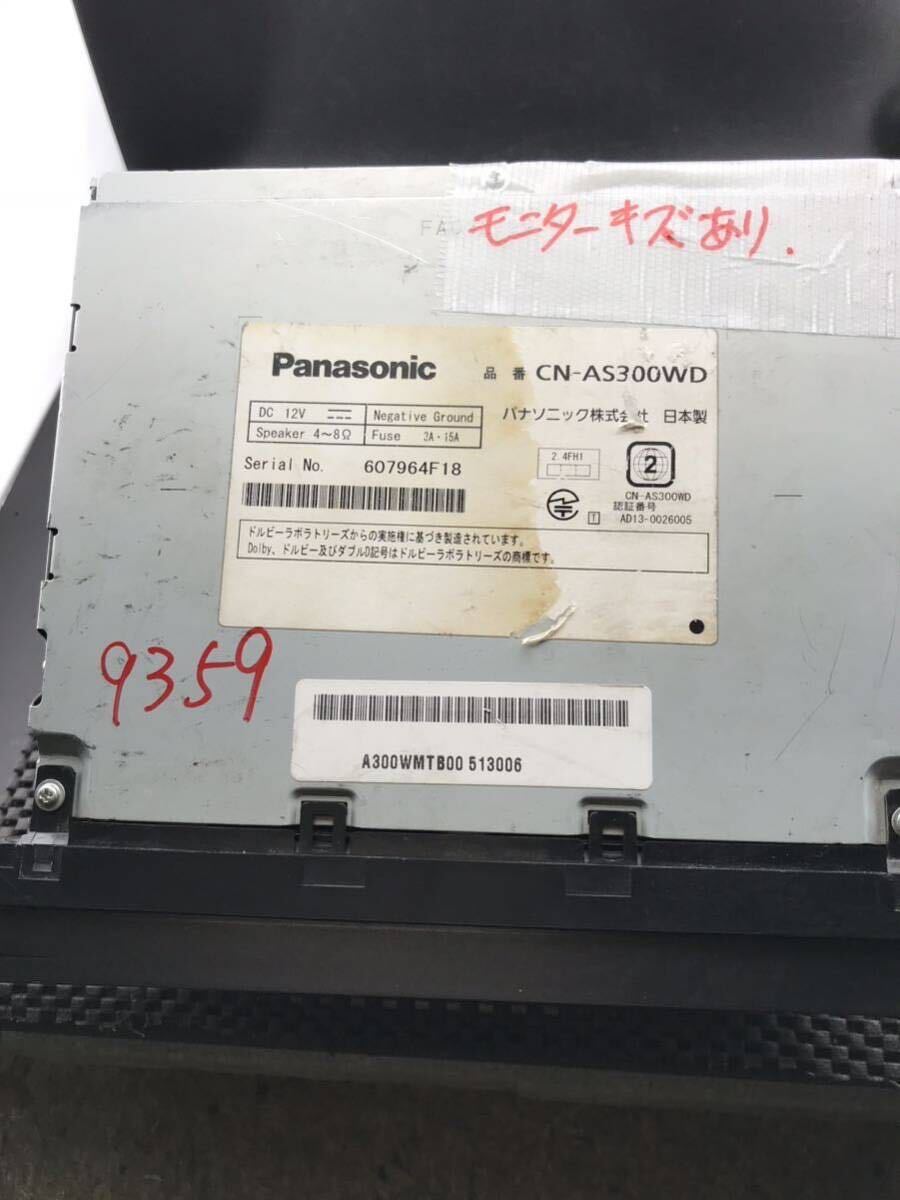 FAC
モニターキズあり.
Panasonic 品番 CN-AS300WD
DC 12V Negative Ground
Speaker 4~8Ω Fuse 3A・15A
パナソニック株式会社 日本製
Serial No. 607964F18
2.4FH1
2
CN-AS300WD
認証番号
T AD13-0026005
ドルビーラボラトリーズからの実施権に基づき製造されています。
Dolby、ドルビー及びダブルD記号はドルビーラボラトリーズの商標です。
9359
A300WMTB00 513006